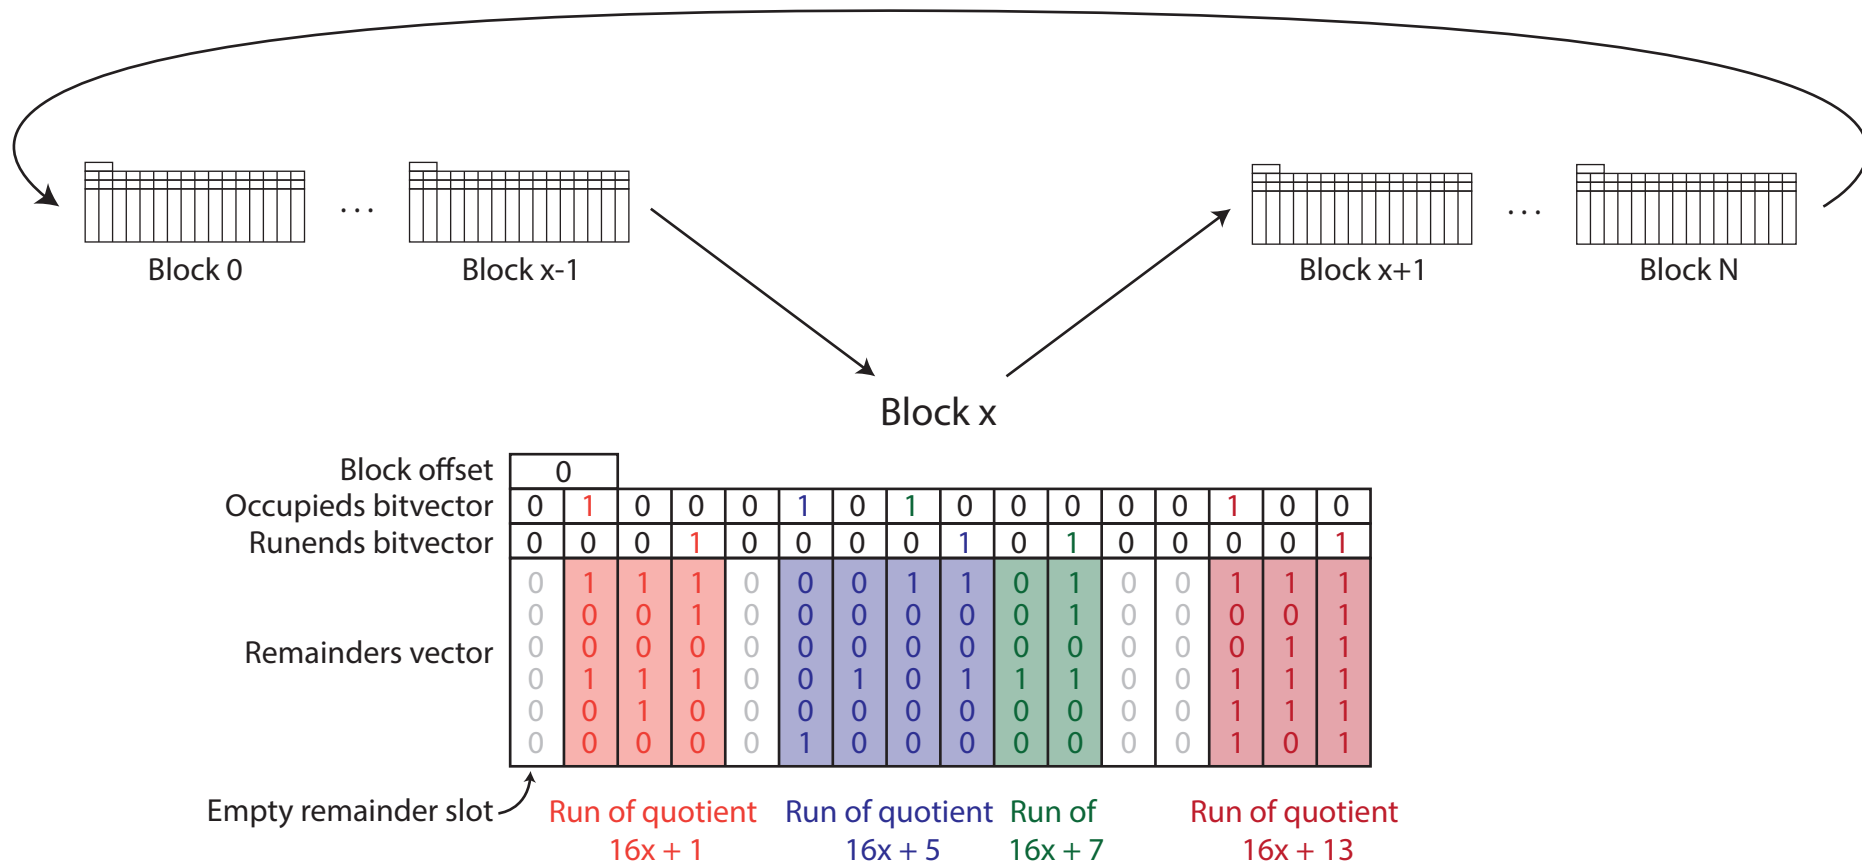 ... ...
Block 0 Block x-1 Block x+1 Block N
Block x
Block offset 0
Occupieds bitvector 0 1 0 0 0 1 0 1 0 0 0 0 0 1 0 0
Runends bitvector 0 0 0 1 0 0 0 0 1 0 1 0 0 0 0 1
0 1 1 1 0 0 0 1 1 0 1 0 0 1 1 1
0 0 0 1 0 0 0 0 0 0 1 0 0 0 0 1
Remainders vector 0 0 0 0 0 0 0 0 0 0 0 0 0 0 1 1
0 1 1 1 0 0 1 0 1 1 1 0 0 1 1 1
0 0 1 0 0 0 0 0 0 0 0 0 0 1 1 1
0 0 0 0 0 1 0 0 0 0 0 0 0 1 0 1
Empty remainder slot Run of quotient Run of quotient Run of Run of quotient
16x + 1 16x + 5 16x + 7 16x + 13